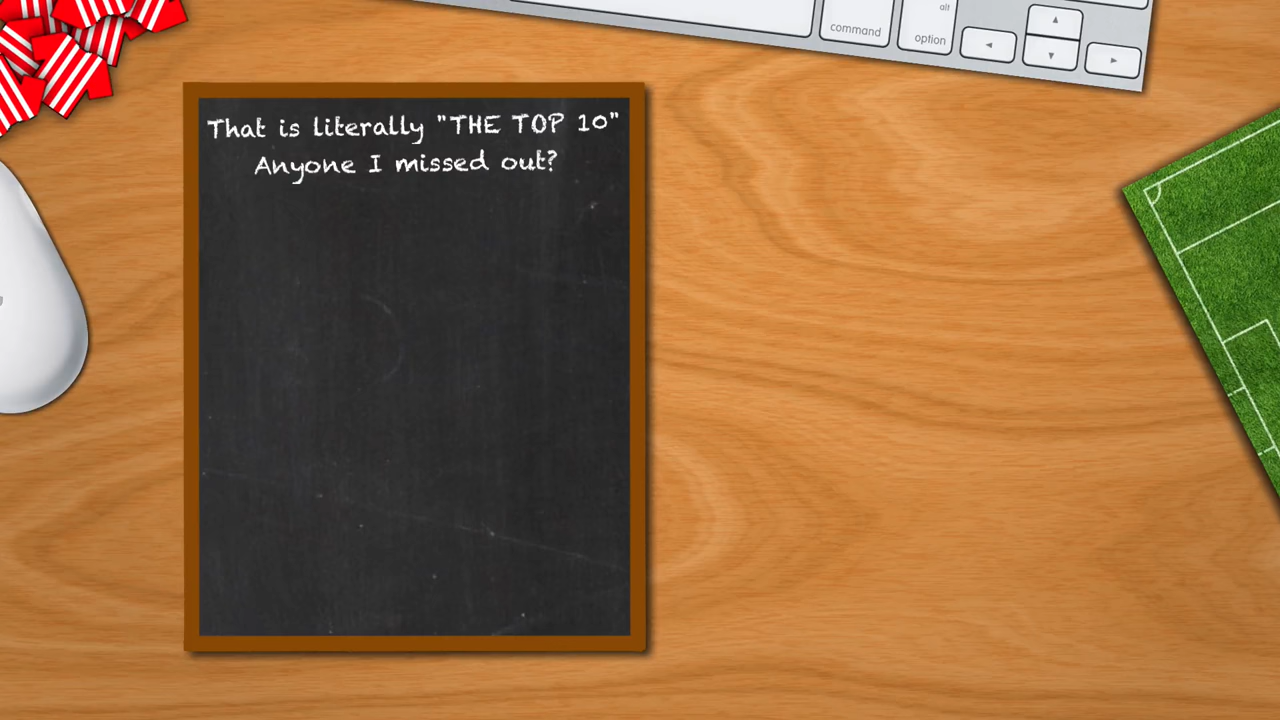 alt
command
option
That is literally "THE TOP 10"
Anyone I missed out?